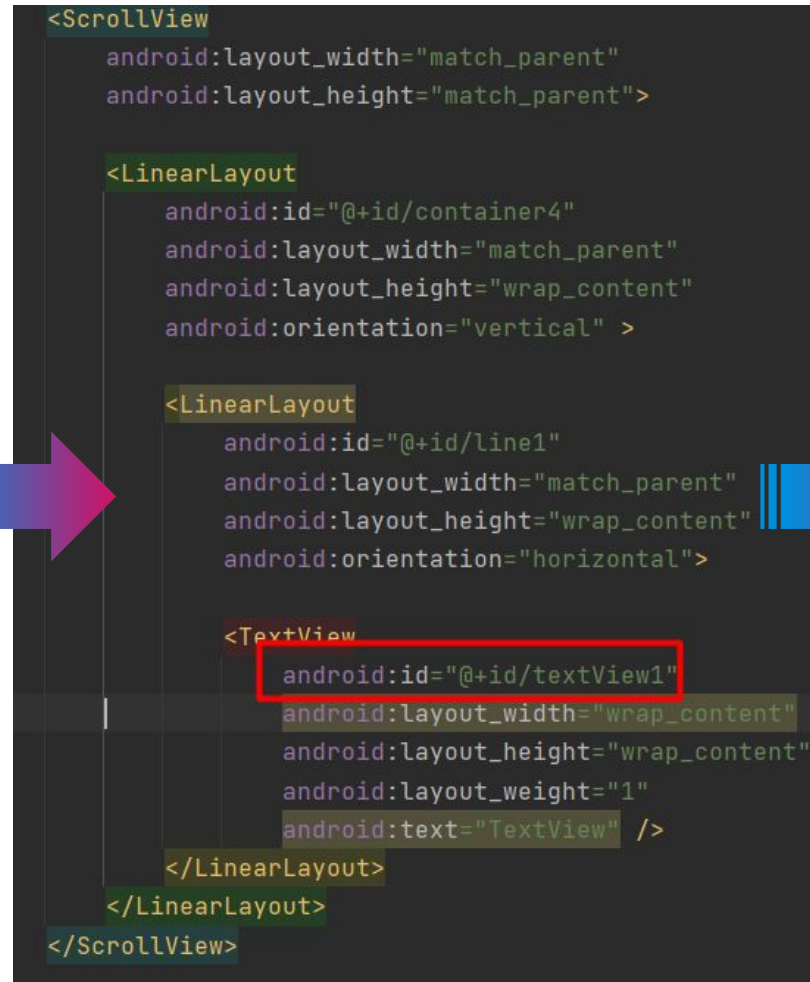 <ScrollView
android:layout_width="match_parent"
android:layout_height="match_parent">
<LinearLayout
android:id="@+id/container4"
android:layout_width="match_parent"
android:layout_height="wrap_content"
android:orientation="vertical" >
<LinearLayout
android:id="@+id/line1"
android:layout_width="match_parent"
android:layout_height="wrap_content"
android:orientation="horizontal">
<TextView
android:id="@+id/textView1"
android:layout_width="wrap_content"
android:layout_height="wrap_content"
android:layout_weight="1"
android:text="TextView" />
</LinearLayout>
</LinearLayout>
</ScrollView>